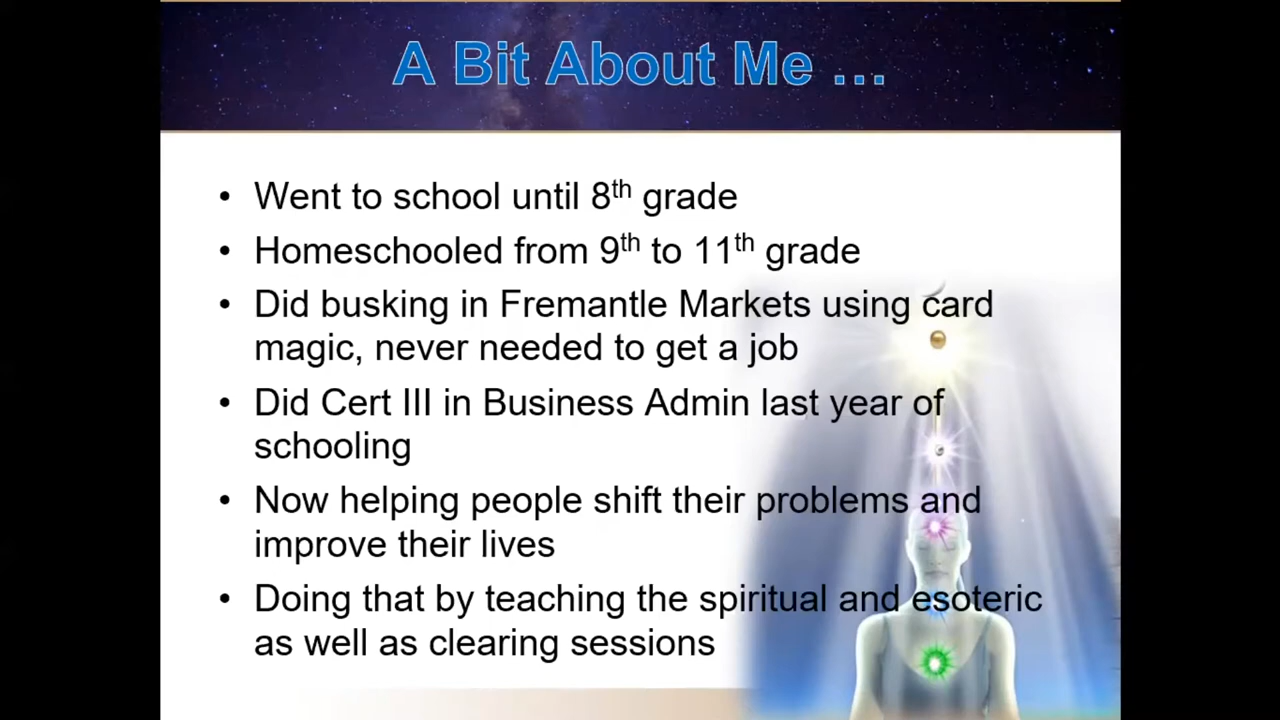 A Bit About Me ...
• Went to school until 8th grade
• Homeschooled from 9th to 11th grade
• Did busking in Fremantle Markets using card
magic, never needed to get a job
• Did Cert III in Business Admin last year of
schooling
• Now helping people shift their problems and
improve their lives
• Doing that by teaching the spiritual and esoteric
as well as clearing sessions